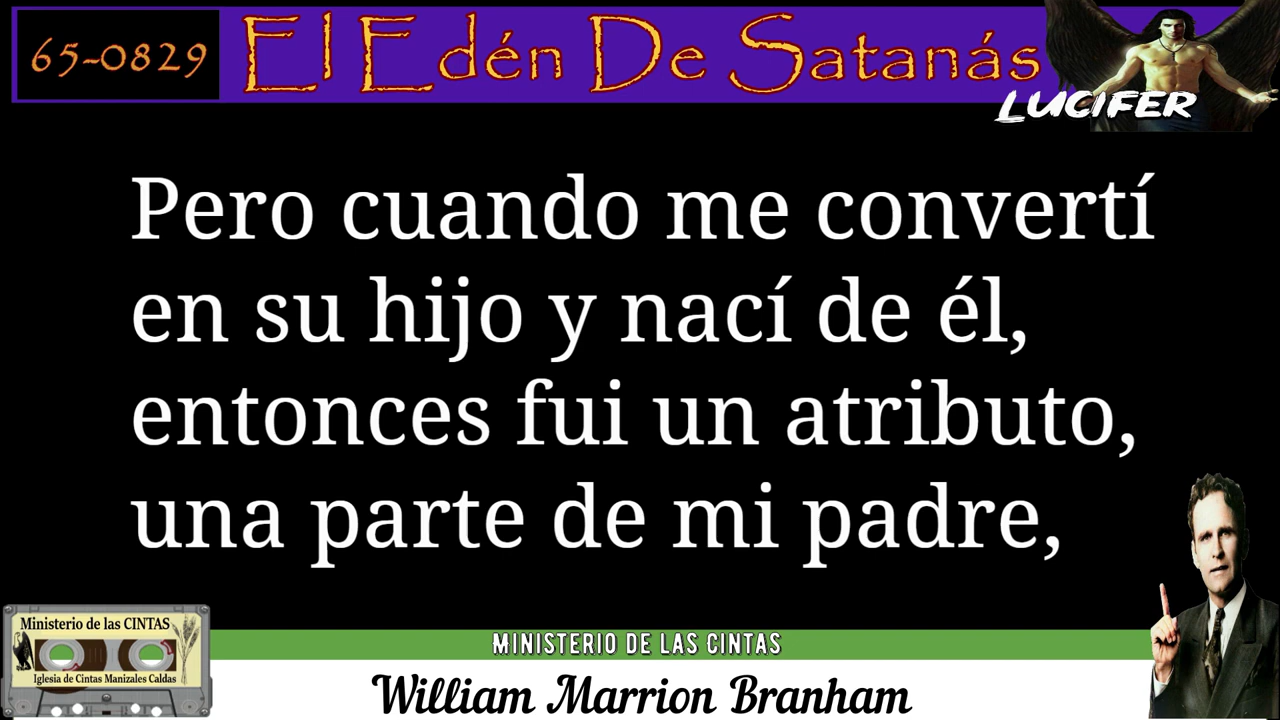 65-0829
El Edén De Satanás
LUCIFER
Pero cuando me convertí
en su hijo y nací de él,
entonces fui un atributo,
una parte de mi padre,
Ministerio de las CINTAS
Iglesia de Cintas Manizales Caldas
MINISTERIO DE LAS CINTAS
William Marrion Branham